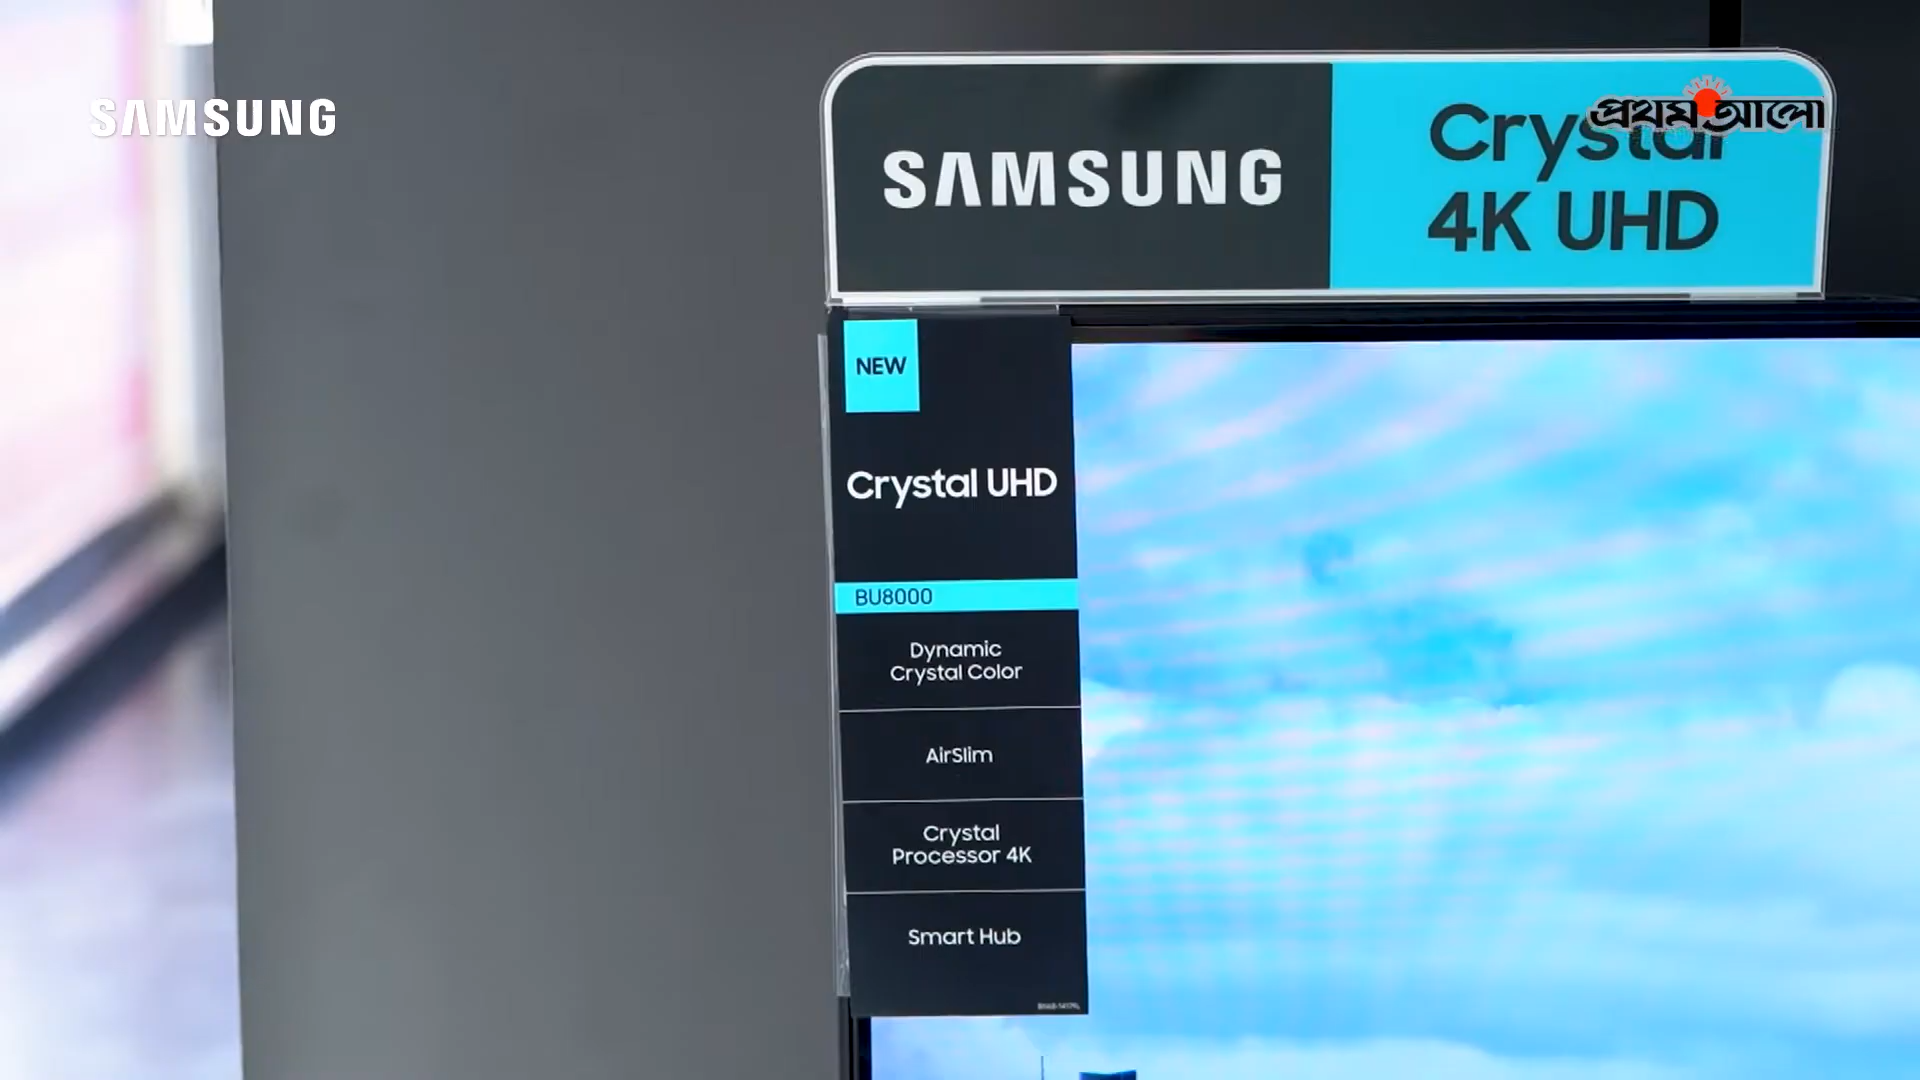 SAMSUNG
প্রথম আলো
SAMSUNG
Crystal
4K UHD
NEW
Crystal UHD
BU8000
Dynamic
Crystal Color
AirSlim
Crystal
Processor 4K
Smart Hub